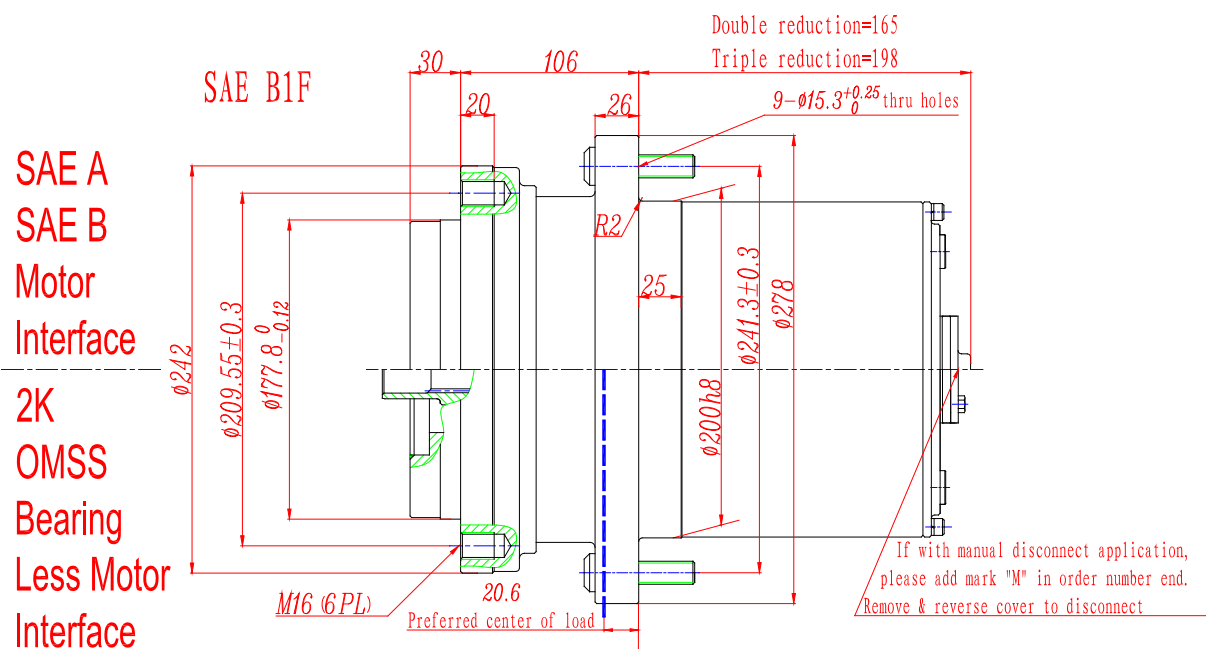 Double reduction=165
Triple reduction=198
30
106
SAE B1F
20
26
9-ø15.3+0.25 0 thru holes
SAE A
SAE B
Motor
Interface
2K
OMSS
Bearing
Less Motor
Interface
R2
25
ø242
ø209.55±0.3
ø177.8 0 -0.12
ø200h8
ø241.3±0.3
ø278
M16 (6PL)
20.6
Preferred center of load
If with manual disconnect application,
please add mark "M" in order number end.
Remove & reverse cover to disconnect